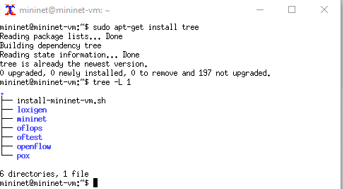 mininet@mininet-vm: ~
mininet@mininet-vm:~$ sudo apt-get install tree
Reading package lists... Done
Building dependency tree
Reading state information... Done
tree is already the newest version.
0 upgraded, 0 newly installed, 0 to remove and 197 not upgraded.
mininet@mininet-vm:~$ tree -L 1
.
├── install-mininet-vm.sh
├── loxigen
├── mininet
├── oflops
├── oftest
├── openflow
└── pox
6 directories, 1 file
mininet@mininet-vm:~$